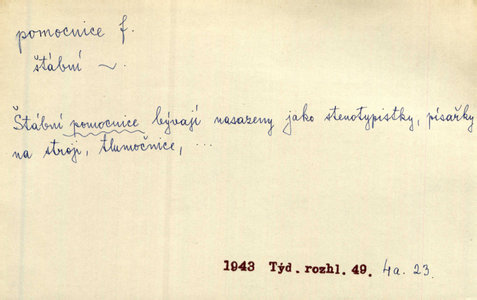 pomocnice f.
štábní ~.
Štábní pomocnice bývají nasazeny jako stenotypistky, písařky
na stroji, tlumočnice, ...
1943 Týd. rozhl. 49. 4a. 23.